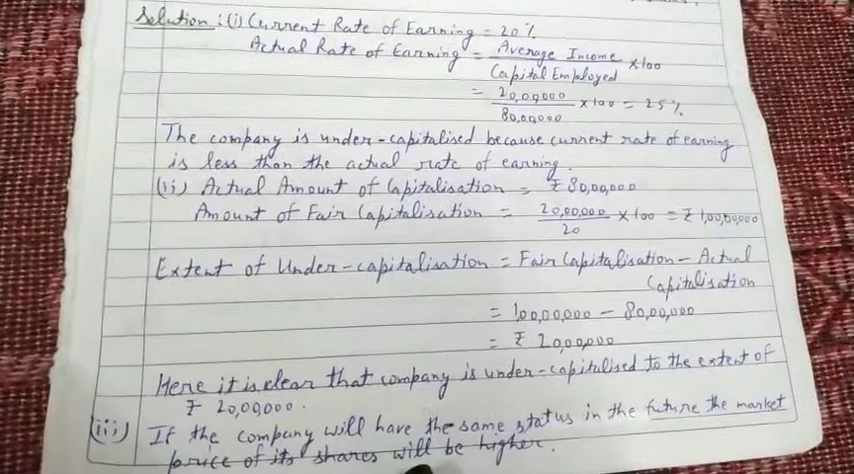 Solution : (i) Current Rate of Earning = 20%
Actual Rate of Earning = Average Income / Capital Employed × 100
= 20,00,000 / 80,00,000 × 100 = 25%
The company is under-capitalised because current rate of earning
is less than the actual rate of earning.
(ii) Actual Amount of Capitalisation = ₹ 80,00,000
Amount of Fair Capitalisation = 20,00,000 / 20 × 100 = ₹ 1,00,00,000
Extent of Under-capitalisation = Fair Capitalisation - Actual
Capitalisation
= 1,00,00,000 - 80,00,000
= ₹ 20,00,000
Here it is clear that company is under-capitalised to the extent of
₹ 20,00,000.
(iii) If the company will have the same status in the future the market
price of its shares will be higher.